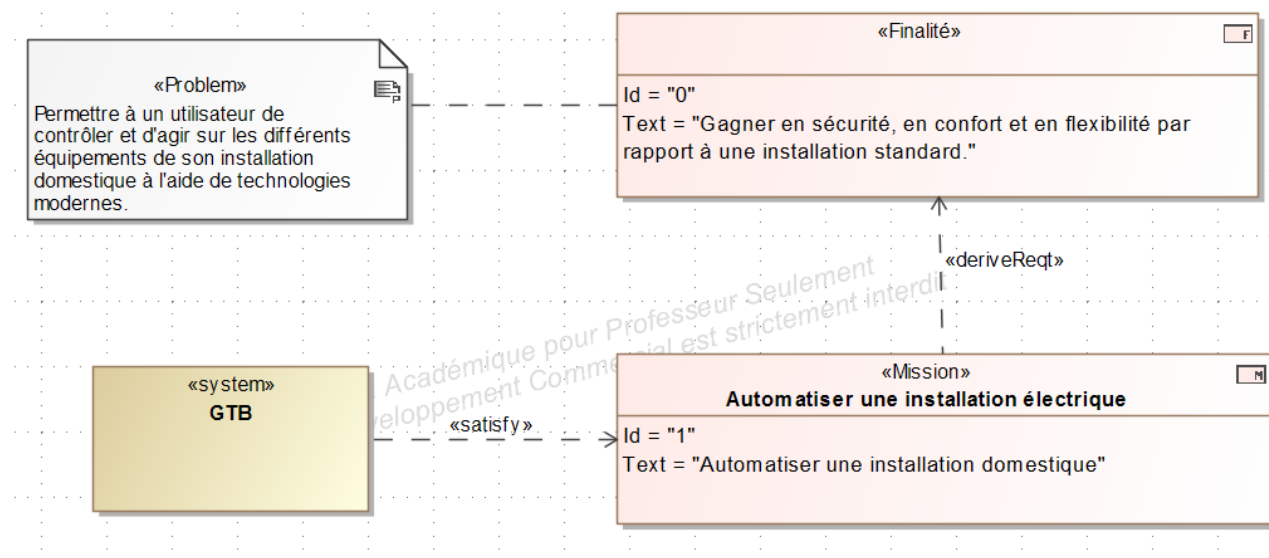 «Problem»
Permettre à un utilisateur de
contrôler et d'agir sur les différents
équipements de son installation
domestique à l'aide de technologies
modernes.
«Finalité»
F
Id = "0"
Text = "Gagner en sécurité, en confort et en flexibilité par
rapport à une installation standard."
«deriveReqt»
Académique pour Professeur Seulement
est strictement interdit
«system»
GTB
«satisfy»
«Mission»
M
Automatiser une installation électrique
Id = "1"
Text = "Automatiser une installation domestique"